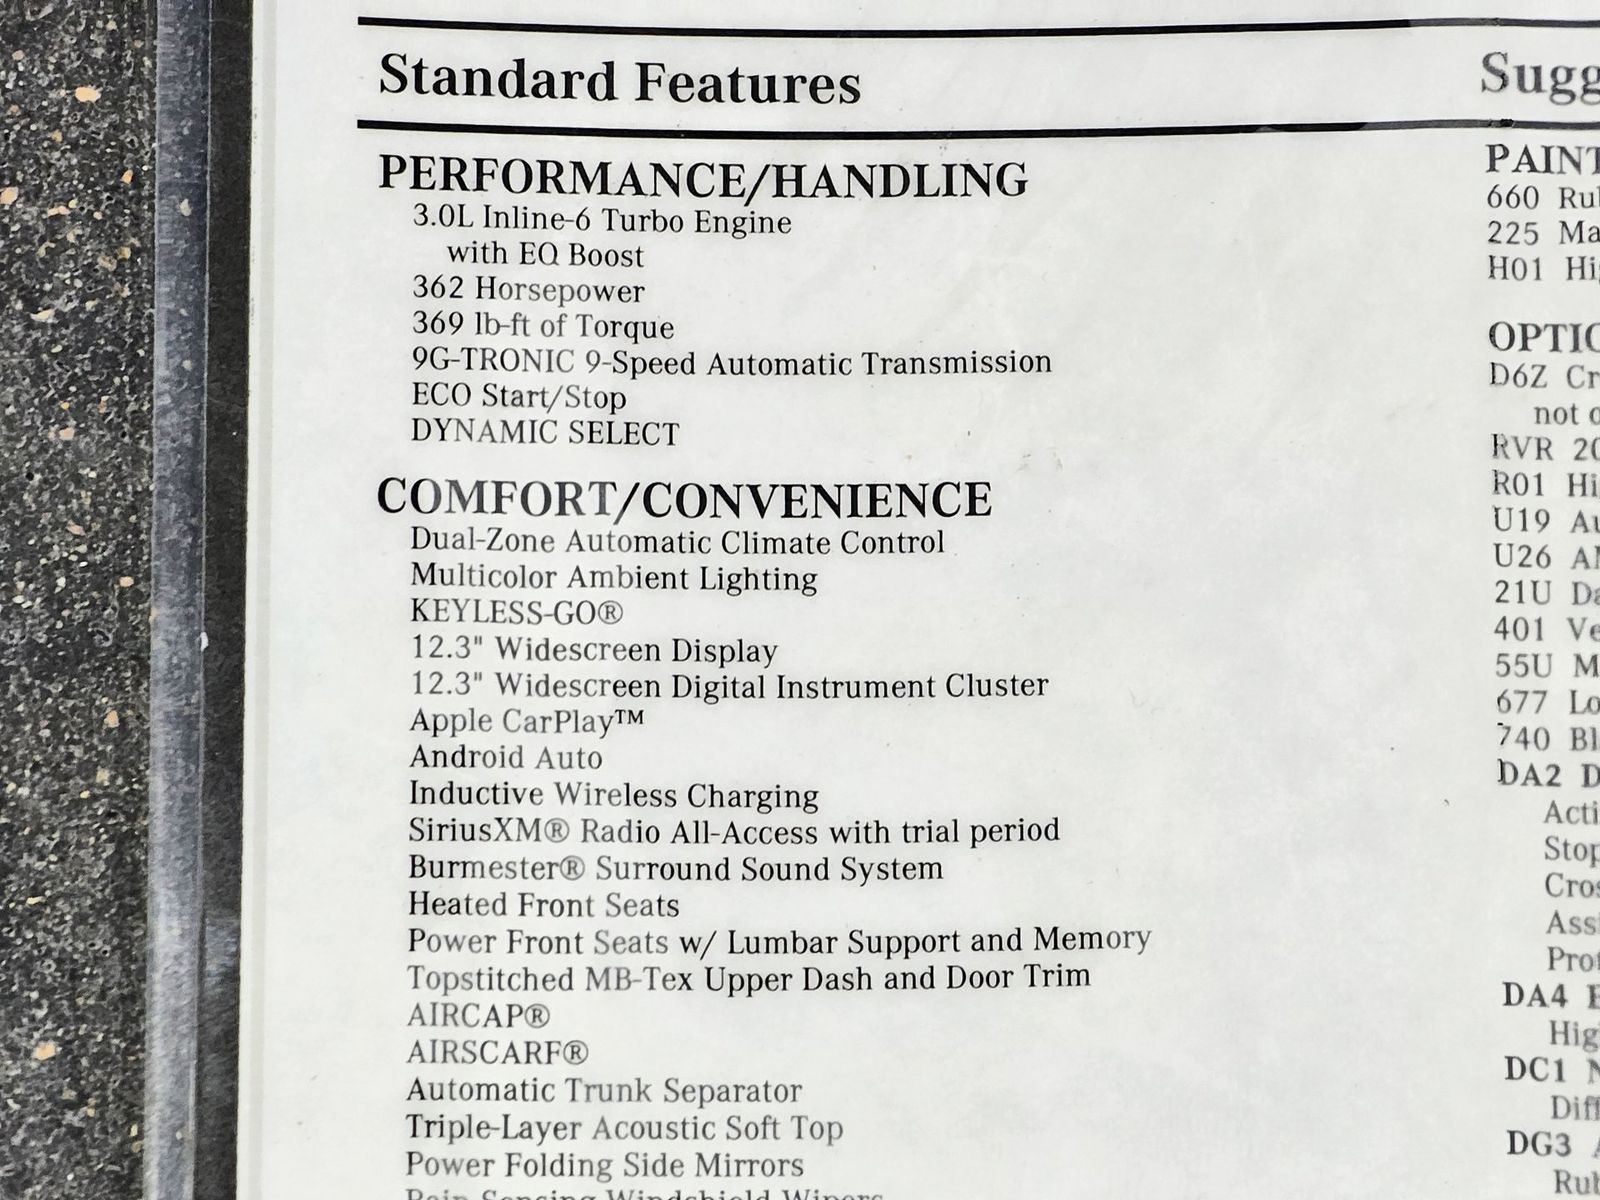 Standard Features
PERFORMANCE/HANDLING
3.0L Inline-6 Turbo Engine
with EQ Boost
362 Horsepower
369 lb-ft of Torque
9G-TRONIC 9-Speed Automatic Transmission
ECO Start/Stop
DYNAMIC SELECT
COMFORT/CONVENIENCE
Dual-Zone Automatic Climate Control
Multicolor Ambient Lighting
KEYLESS-GO®
12.3" Widescreen Display
12.3" Widescreen Digital Instrument Cluster
Apple CarPlay™
Android Auto
Inductive Wireless Charging
SiriusXM® Radio All-Access with trial period
Burmester® Surround Sound System
Heated Front Seats
Power Front Seats w/ Lumbar Support and Memory
Topstitched MB-Tex Upper Dash and Door Trim
AIRCAP®
AIRSCARF®
Automatic Trunk Separator
Triple-Layer Acoustic Soft Top
Power Folding Side Mirrors
PAINT
660
225
H01
D6Z
not
RVR
R01
U19
U26
21U
401
55U
677
740
DA2
DA4
DC1
DG3